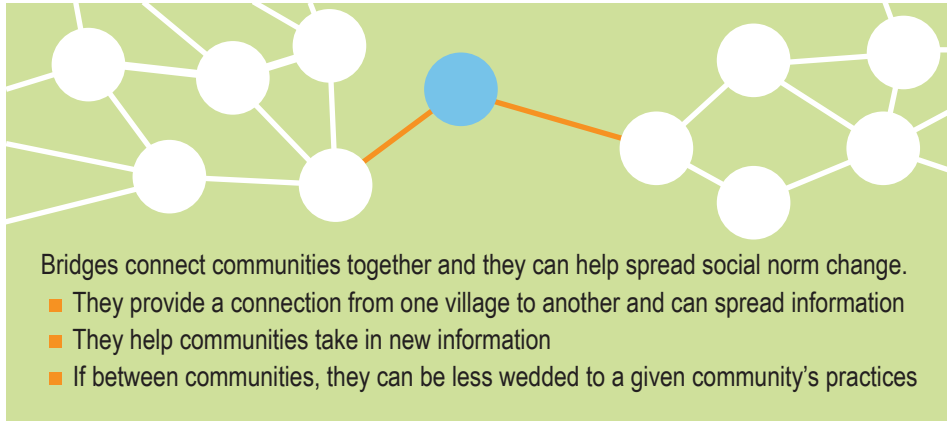 Bridges connect communities together and they can help spread social norm change.
They provide a connection from one village to another and can spread information
They help communities take in new information
If between communities, they can be less wedded to a given community's practices